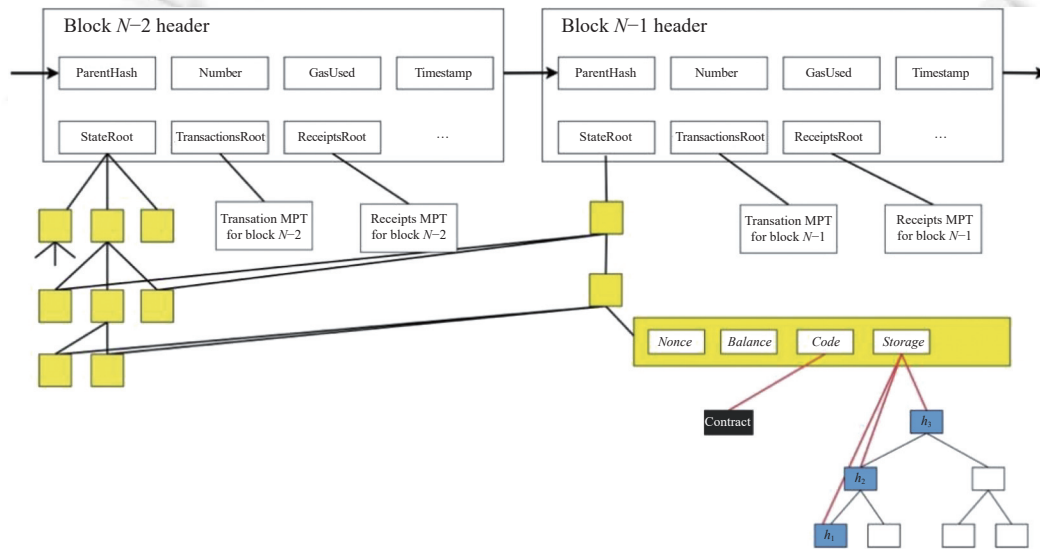 Block N−2 header
Block N−1 header
ParentHash
Number
GasUsed
Timestamp
ParentHash
Number
GasUsed
Timestamp
StateRoot
TransactionsRoot
ReceiptsRoot
...
StateRoot
TransactionsRoot
ReceiptsRoot
...
Transation MPT
for block N−2
Receipts MPT
for block N−2
Transation MPT
for block N−1
Receipts MPT
for block N−1
Nonce
Balance
Code
Storage
Contract
h3
h2
h1